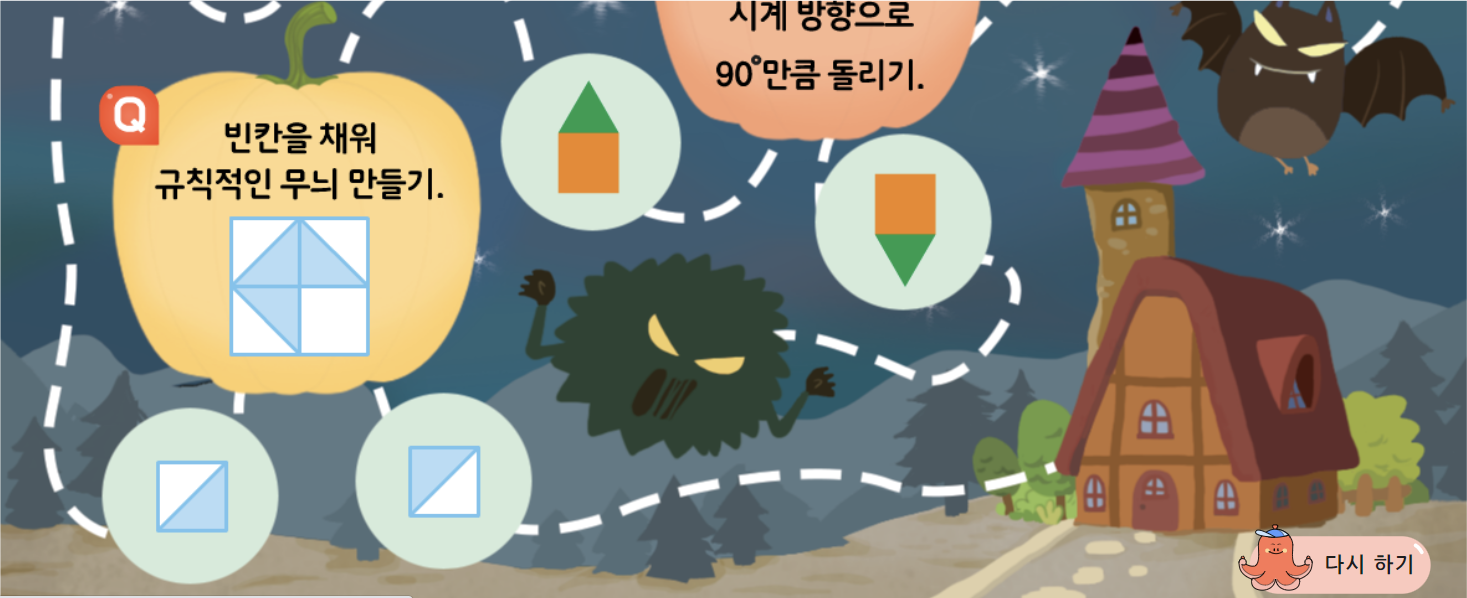 시계 방향으로
90°만큼 돌리기.
Q
빈칸을 채워
규칙적인 무늬 만들기.
다시 하기